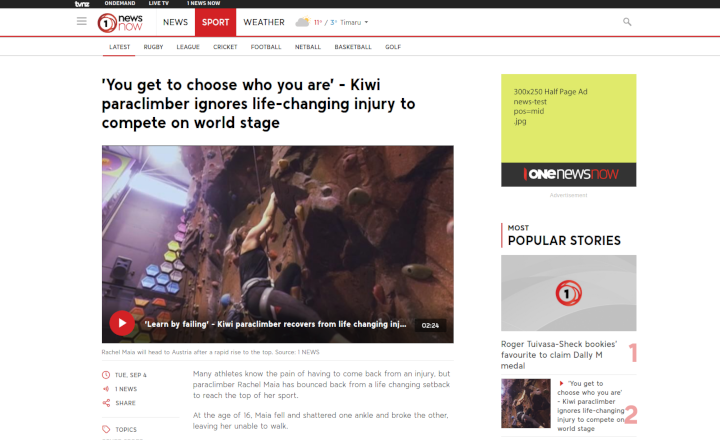 tvnz ONDEMAND LIVE TV 1 NEWS NOW
1 news now NEWS SPORT WEATHER 11° / 3° Timaru
LATEST RUGBY LEAGUE CRICKET FOOTBALL NETBALL BASKETBALL GOLF
'You get to choose who you are' - Kiwi
paraclimber ignores life-changing injury to
compete on world stage
'Learn by failing' - Kiwi paraclimber recovers from life changing inj... 02:24
Rachel Maia will head to Austria after a rapid rise to the top. Source: 1 NEWS
TUE, SEP 4
1 NEWS
SHARE
TOPICS
Many athletes know the pain of having to come back from an injury, but
paraclimber Rachel Maia has bounced back from a life changing setback
to reach the top of her sport.
At the age of 16, Maia fell and shattered one ankle and broke the other,
leaving her unable to walk.
300x250 Half Page Ad
news-test
pos=mid
.jpg
1 ONEnewsnow
Advertisement
MOST
POPULAR STORIES
1
Roger Tuivasa-Sheck bookies'
favourite to claim Dally M
medal
1
'You get to
choose who you are'
- Kiwi paraclimber
ignores life-changing
injury to compete on
world stage
2